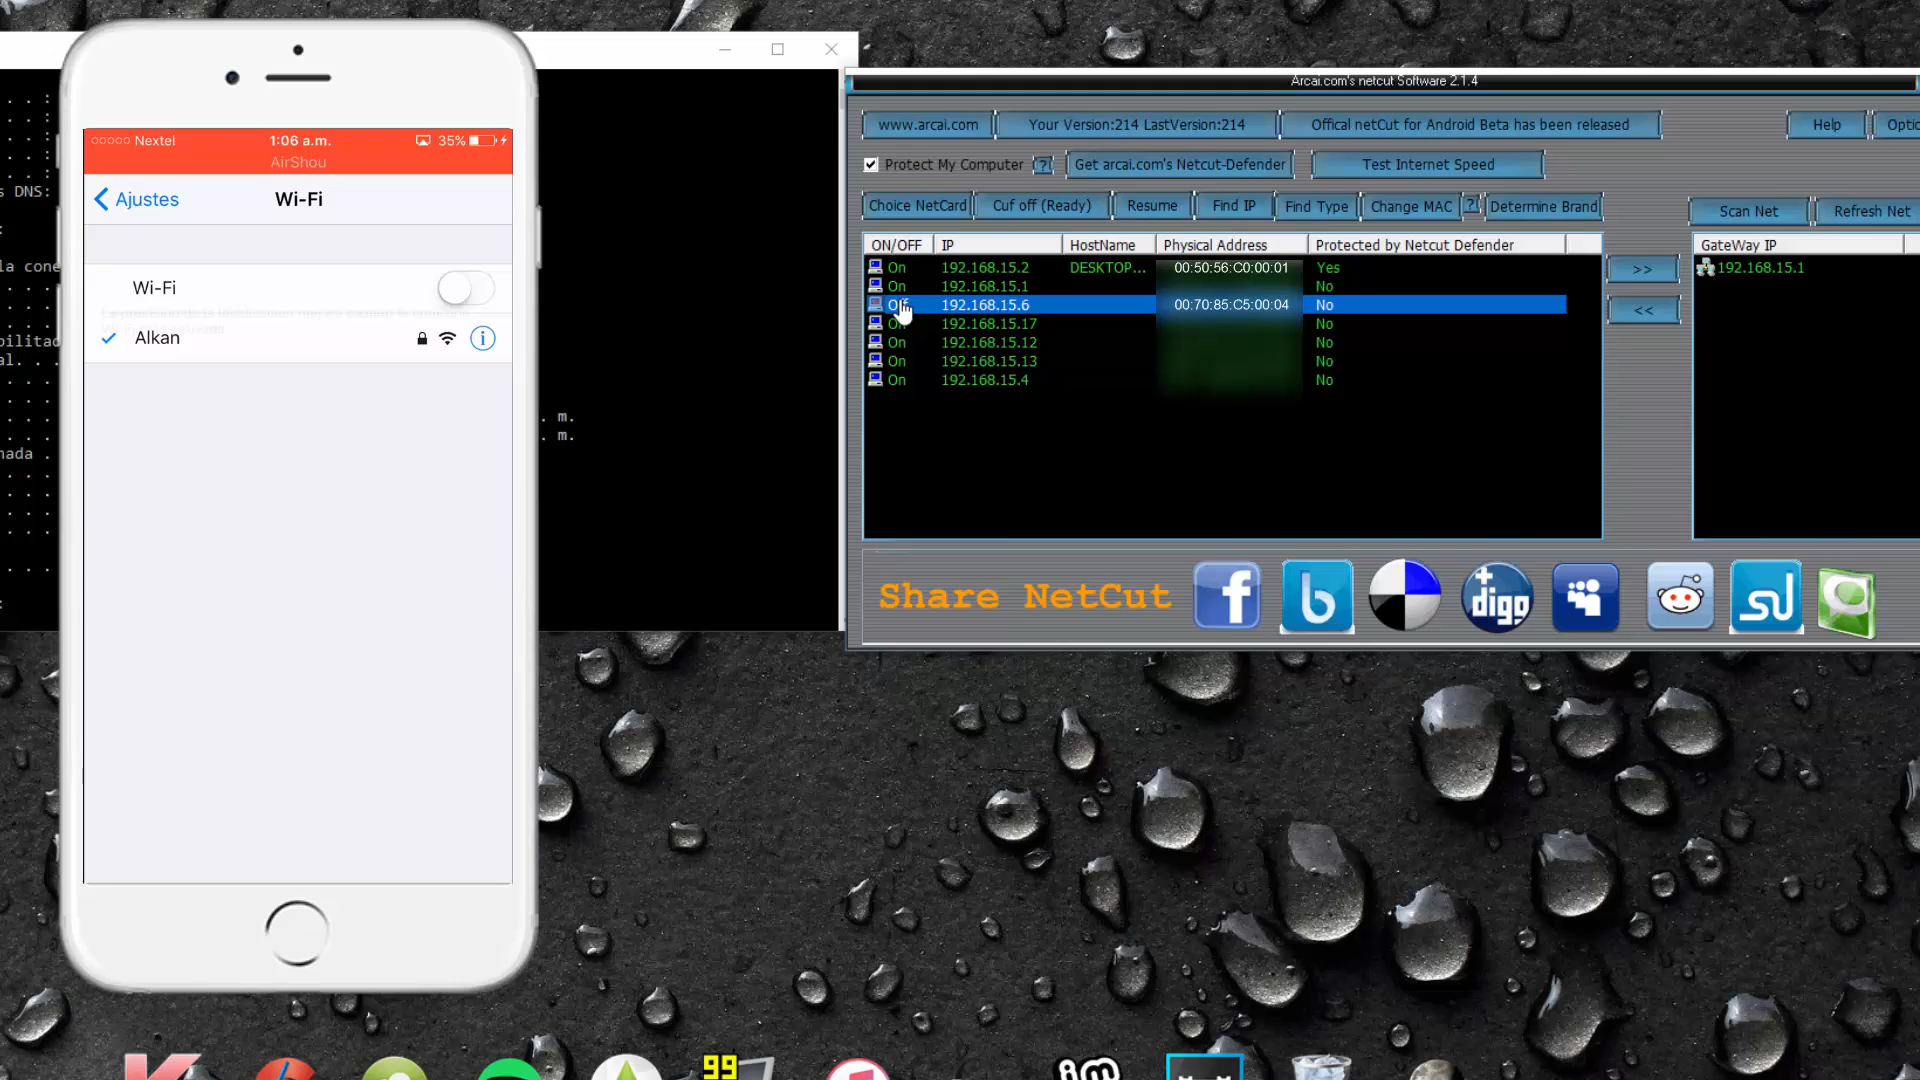 Nextel
1:06 a.m.
35%
AirShou
Ajustes
Wi-Fi
Wi-Fi
Alkan
s DNS:
la cone
bilitad
al. . .
. m.
. m.
nada .
Arcai.com's netcut Software 2.1.4
www.arcai.com
Your Version:214 LastVersion:214
Offical netCut for Android Beta has been released
Help
Optio
Protect My Computer
[?]
Get arcai.com's Netcut-Defender
Test Internet Speed
Choice NetCard
Cuf off (Ready)
Resume
Find IP
Find Type
Change MAC
[?]
Determine Brand
Scan Net
Refresh Net
ON/OFF IP HostName Physical Address Protected by Netcut Defender
On 192.168.15.2 DESKTOP... 00:50:56:C0:00:01 Yes
On 192.168.15.1 No
Off 192.168.15.6 00:70:85:C5:00:04 No
On 192.168.15.17 No
On 192.168.15.12 No
On 192.168.15.13 No
On 192.168.15.4 No
>>
<<
GateWay IP
192.168.15.1
Share NetCut
f
b
digg
99
im